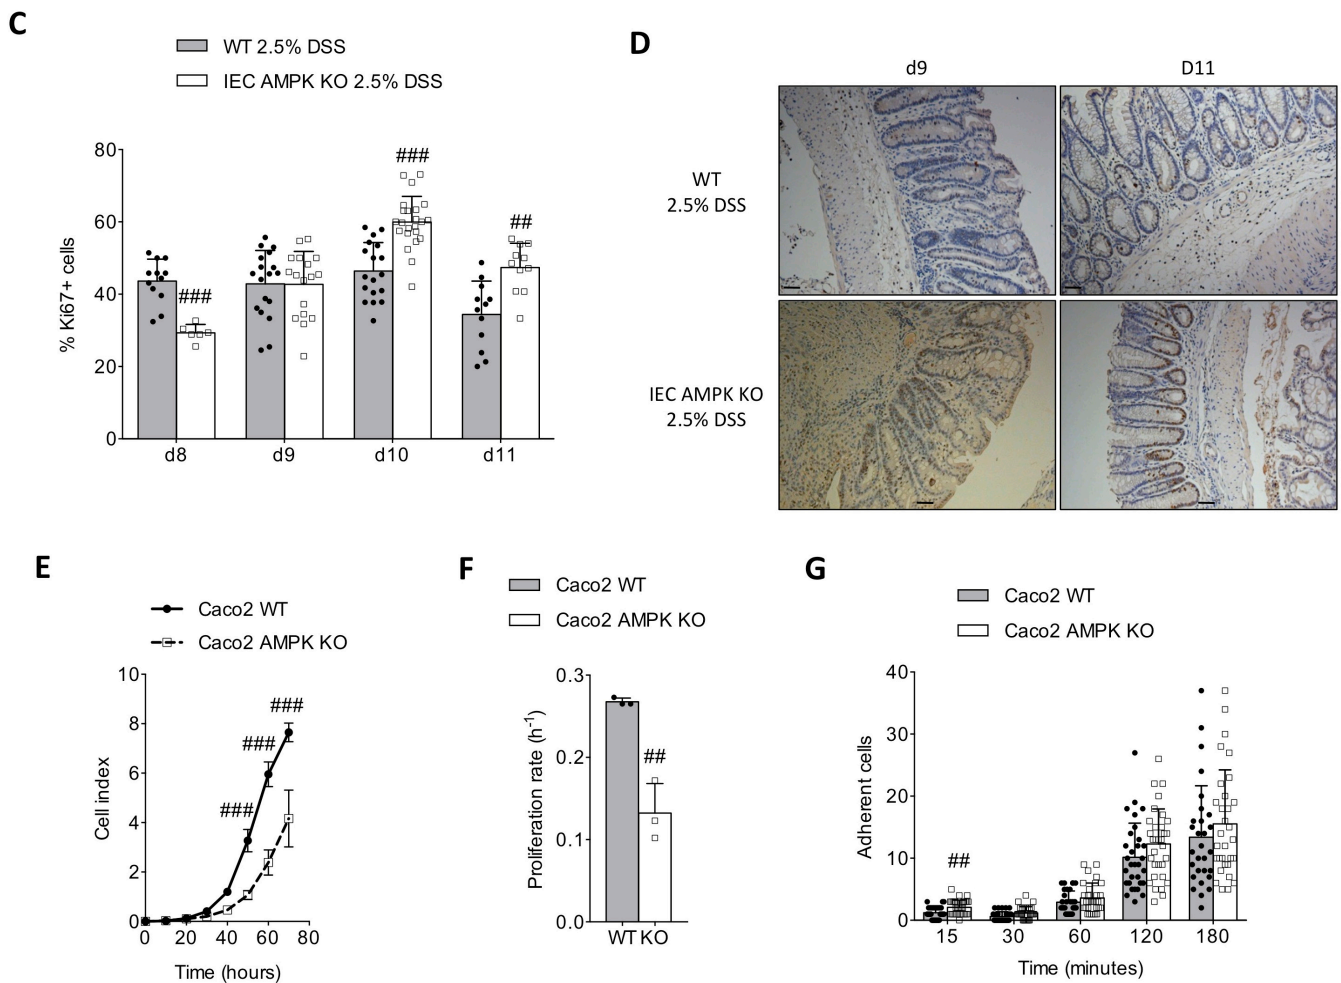 C
WT 2.5% DSS
IEC AMPK KO 2.5% DSS
% Ki67+ cells
80
60
40
20
0
###
###
##
d8
d9
d10
d11
D
d9
D11
WT
2.5% DSS
IEC AMPK KO
2.5% DSS
E
Caco2 WT
Caco2 AMPK KO
Cell index
10
8
6
4
2
0
###
###
###
0
20
40
60
80
Time (hours)
F
Caco2 WT
Caco2 AMPK KO
Proliferation rate (h⁻¹)
0.3
0.2
0.1
0.0
##
WT KO
G
Caco2 WT
Caco2 AMPK KO
Adherent cells
40
30
20
10
0
##
15
30
60
120
180
Time (minutes)